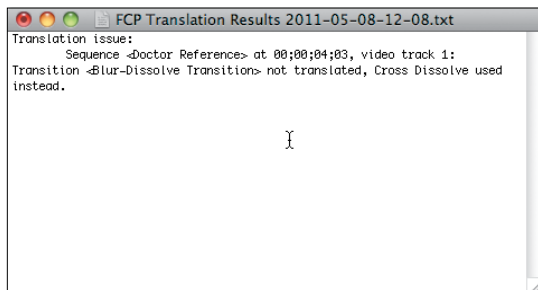 FCP Translation Results 2011-05-08-12-08.txt
Translation issue:
Sequence <Doctor Reference> at 00;00;04;03, video track 1:
Transition <Blur-Dissolve Transition> not translated, Cross Dissolve used
instead.